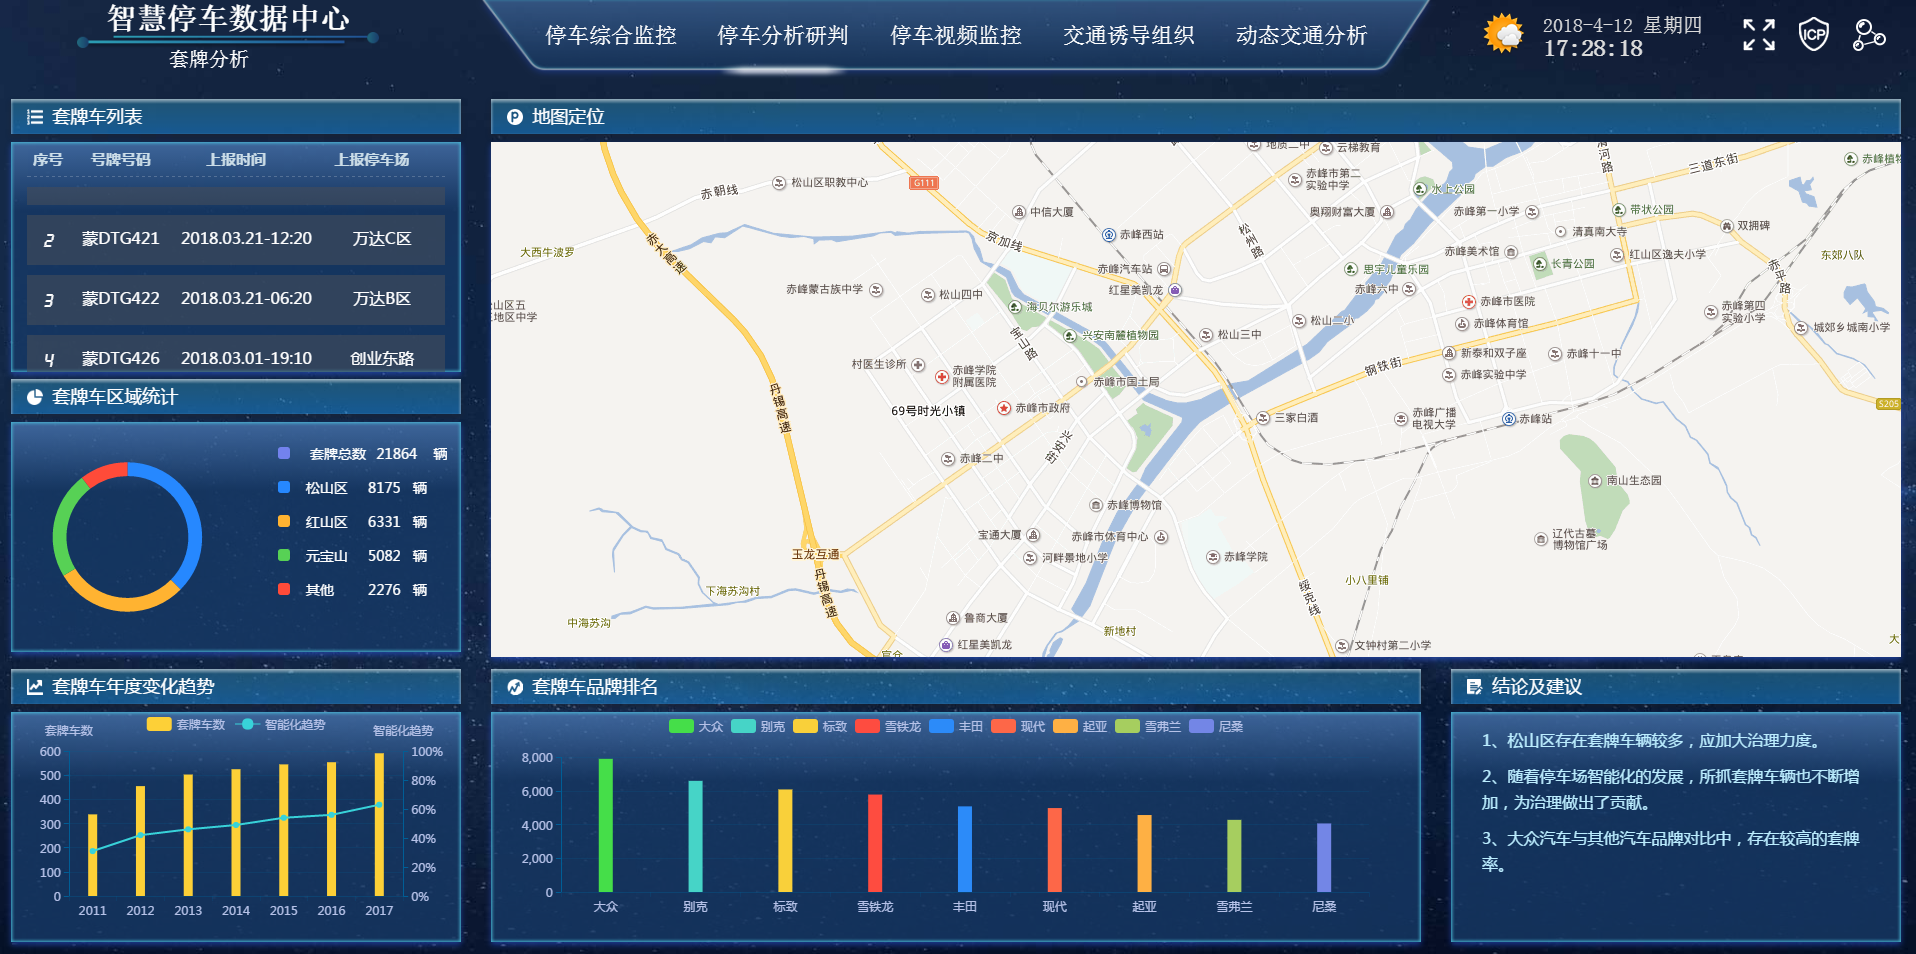 智慧停车数据中心
套牌分析
停车综合监控
停车分析研判
停车视频监控
交通诱导组织
动态交通分析
2018-4-12 星期四
17:28:18
ICP
套牌车列表
序号 号牌号码 上报时间 上报停车场
2 蒙DTG421 2018.03.21-12:20 万达C区
3 蒙DTG422 2018.03.21-06:20 万达B区
4 蒙DTG426 2018.03.01-19:10 创业东路
套牌车区域统计
套牌总数 21864 辆
松山区 8175 辆
红山区 6331 辆
元宝山 5082 辆
其他 2276 辆
套牌车年度变化趋势
套牌车数 智能化趋势
套牌车数 智能化趋势
600
500
400
300
200
100
0
100%
80%
60%
40%
20%
0%
2011 2012 2013 2014 2015 2016 2017
地图定位
地质二中
云梯教育
滴河路
三道东街
赤峰植物
赤朝线
松山区职教中心
G111
赤峰市第二
实验中学
水上公园
中信大厦
奥翔财富大厦
赤峰第一小学
带状公园
双拥碑
赤大高速
京加线
赤峰西站
松州路
清真南大寺
大西牛波罗
赤峰美术馆
红山区逸夫小学
东郊八队
赤峰汽车站
思宇儿童乐园
长青公园
赤平路
赤峰蒙古族中学
松山四中
红星美凯龙
赤峰六中
赤峰市医院
山区五
地区中学
海贝尔游乐城
赤峰第四
实验小学
松山二小
赤峰体育馆
城郊乡城南小学
宝山路
兴安南麓植物园
松山三中
村医生诊所
新泰和双子座
赤峰十一中
钢铁街
赤峰学院
附属医院
赤峰市国土局
赤峰实验中学
丹锡高速
69号时光小镇
赤峰市政府
三家白酒
赤峰广播
电视大学
赤峰站
S205
兴安街
赤峰二中
南山生态园
赤峰博物馆
宝通大厦
赤峰市体育中心
辽代古墓
博物馆广场
玉龙互通
河畔景地小学
赤峰学院
丹锡高速
下海苏沟村
绥克线
小八里铺
中海苏沟
鲁商大厦
新地村
红星美凯龙
文钟村第二小学
大
套牌车品牌排名
大众 别克 标致 雪铁龙 丰田 现代 起亚 雪弗兰 尼桑
8,000
6,000
4,000
2,000
0
大众 别克 标致 雪铁龙 丰田 现代 起亚 雪弗兰 尼桑
结论及建议
1、松山区存在套牌车辆较多，应加大治理力度。
2、随着停车场智能化的发展，所抓套牌车辆也不断增
加，为治理做出了贡献。
3、大众汽车与其他汽车品牌对比中，存在较高的套牌
率。